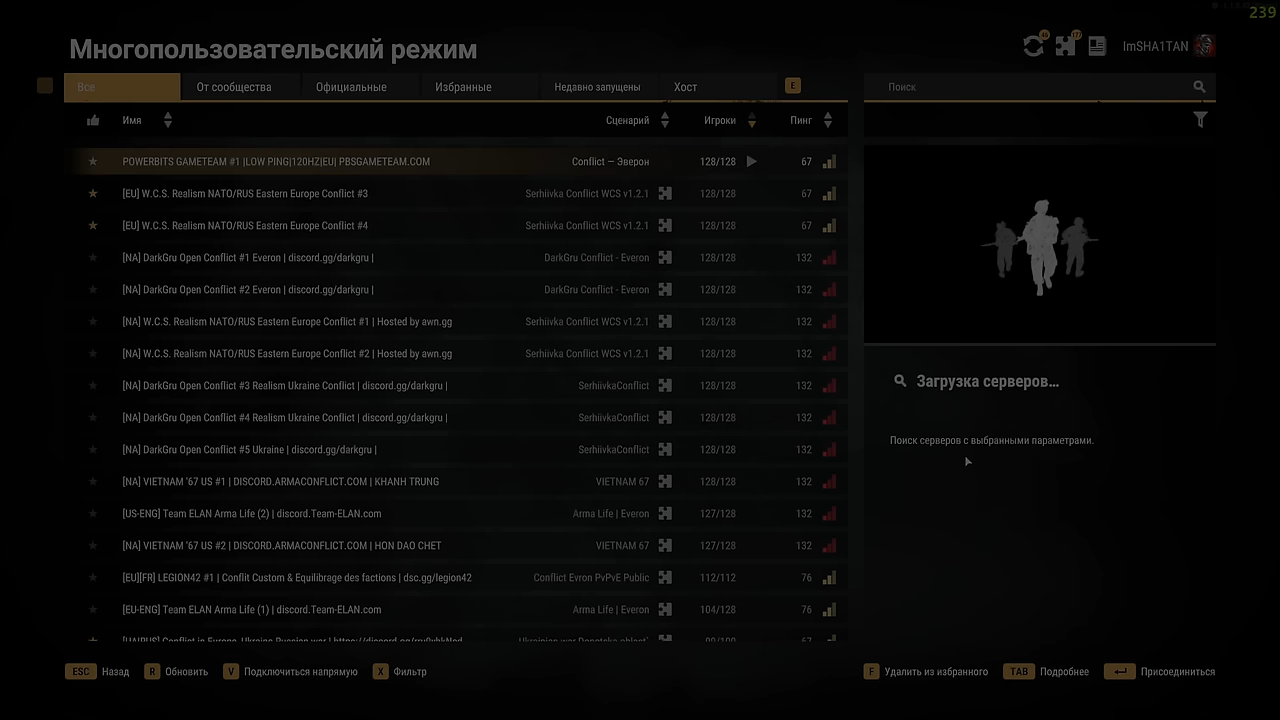 239
Многопользовательский режим
ImSHA1TAN
Все От сообщества Официальные Избранные Недавно запущены Хост E
Поиск
Имя Сценарий Игроки Пинг
POWERBITS GAMETEAM #1 |LOW PING|120HZ|EU| PBSGAMETEAM.COM Conflict — Эверон 128/128 67
[EU] W.C.S. Realism NATO/RUS Eastern Europe Conflict #3 Serhiivka Conflict WCS v1.2.1 128/128 67
[EU] W.C.S. Realism NATO/RUS Eastern Europe Conflict #4 Serhiivka Conflict WCS v1.2.1 128/128 67
[NA] DarkGru Open Conflict #1 Everon | discord.gg/darkgru | DarkGru Conflict - Everon 128/128 132
[NA] DarkGru Open Conflict #2 Everon | discord.gg/darkgru | DarkGru Conflict - Everon 128/128 132
[NA] W.C.S. Realism NATO/RUS Eastern Europe Conflict #1 | Hosted by awn.gg Serhiivka Conflict WCS v1.2.1 128/128 132
[NA] W.C.S. Realism NATO/RUS Eastern Europe Conflict #2 | Hosted by awn.gg Serhiivka Conflict WCS v1.2.1 128/128 132
[NA] DarkGru Open Conflict #3 Realism Ukraine Conflict | discord.gg/darkgru | SerhiivkaConflict 128/128 132
[NA] DarkGru Open Conflict #4 Realism Ukraine Conflict | discord.gg/darkgru | SerhiivkaConflict 128/128 132
[NA] DarkGru Open Conflict #5 Ukraine | discord.gg/darkgru | SerhiivkaConflict 128/128 132
[NA] VIETNAM '67 US #1 | DISCORD.ARMACONFLICT.COM | KHANH TRUNG VIETNAM 67 128/128 132
[US-ENG] Team ELAN Arma Life (2) | discord.Team-ELAN.com Arma Life | Everon 127/128 132
[NA] VIETNAM '67 US #2 | DISCORD.ARMACONFLICT.COM | HON DAO CHET VIETNAM 67 127/128 132
[EU][FR] LEGION42 #1 | Conflit Custom & Equilibrage des factions | dsc.gg/legion42 Conflict Evron PvPvE Public 112/112 76
[EU-ENG] Team ELAN Arma Life (1) | discord.Team-ELAN.com Arma Life | Everon 104/128 76
Загрузка серверов...
Поиск серверов с выбранными параметрами.
ESC Назад R Обновить V Подключиться напрямую X Фильтр
F Удалить из избранного TAB Подробнее Присоединиться